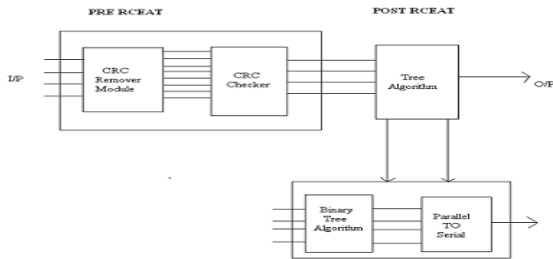 PRE RCEAT
POST RCEAT
I/P
CRC
Remover
Module
CRC
Checker
Tree
Algorithm
O/P
Binary
Tree
Algorithm
Parallel
TO
Serial